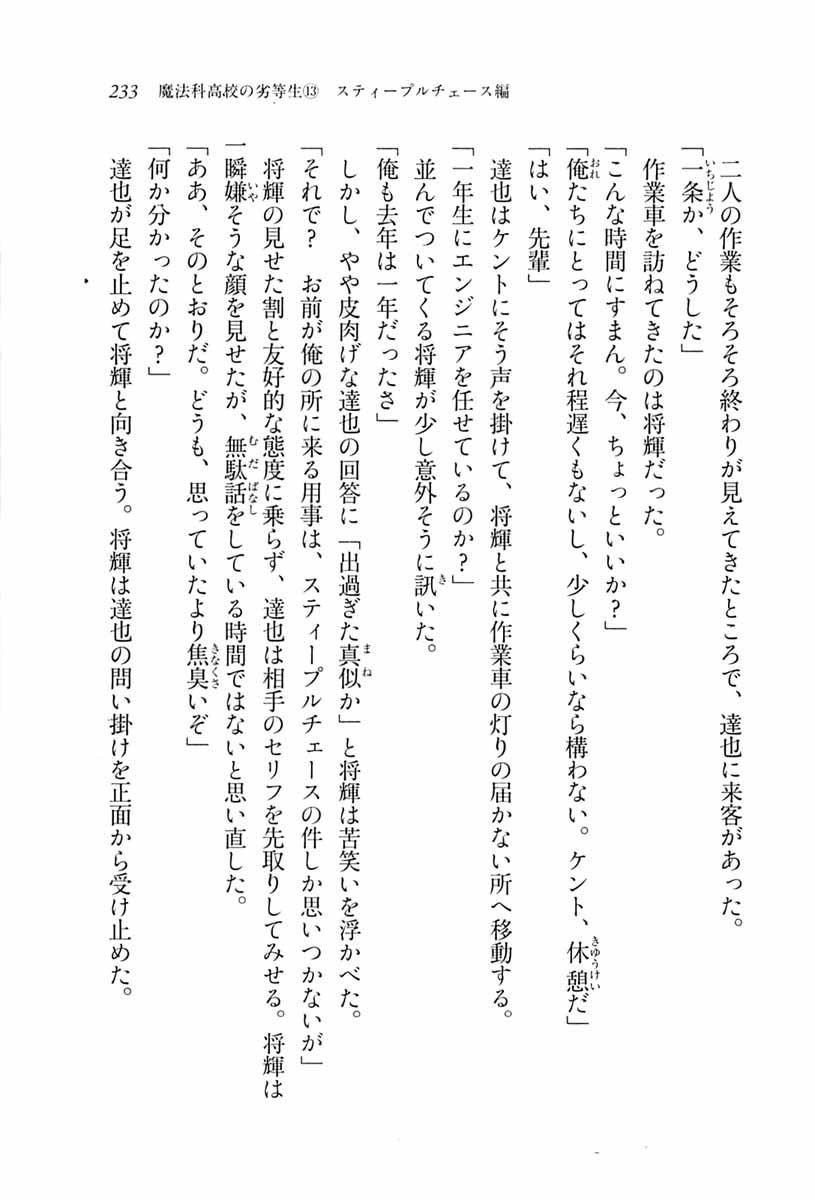 233 魔法科高校の劣等生⑬ スティープルチェース編
二人の作業もそろそろ終わりが見えてきたところで、達也に来客があった。
「一条か、どうした」
作業車を訪ねてきたのは将輝だった。
「こんな時間にすまん。今、ちょっといいか？」
「俺たちにとってはそれ程遅くもないし、少しくらいなら構わない。ケント、休憩だ」
「はい、先輩」
達也はケントにそう声を掛けて、将輝と共に作業車の灯りの届かない所へ移動する。
「一年生にエンジニアを任せているのか？」
並んでついてくる将輝が少し意外そうに訊いた。
「俺も去年は一年だったさ」
しかし、やや皮肉げな達也の回答に「出過ぎた真似か」と将輝は苦笑いを浮かべた。
「それで？　お前が俺の所に来る用事は、スティープルチェースの件しか思いつかないが」
将輝の見せた割と友好的な態度に乗らず、達也は相手のセリフを先取りしてみせる。将輝は
一瞬嫌そうな顔を見せたが、無駄話をしている時間ではないと思い直した。
「ああ、そのとおりだ。どうも、思っていたより焦臭いぞ」
「何か分かったのか？」
達也が足を止めて将輝と向き合う。将輝は達也の問い掛けを正面から受け止めた。